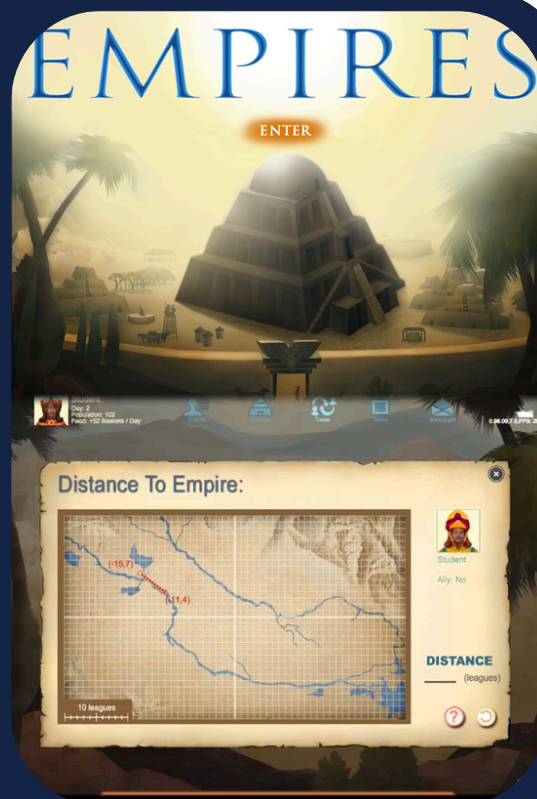 EMPIRES
ENTER
Student
Day: 2
Population: 102
Food: +52 Baskets / Day
Trade
Distance To Empire:
(-15,7)
(-11,4)
Student
Ally: No
DISTANCE
____ (leagues)
10 leagues
?